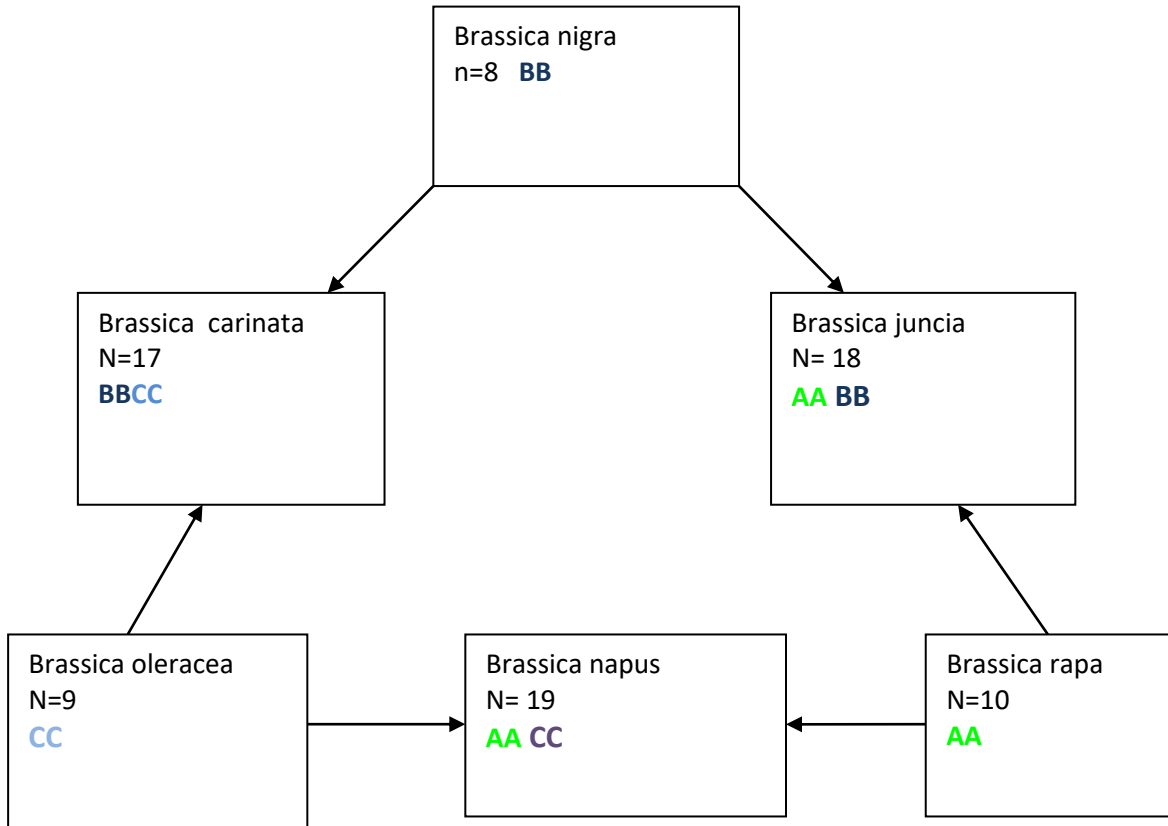 Brassica nigra
n=8 BB
Brassica carinata
N=17
BBCC
Brassica juncia
N= 18
AA BB
Brassica oleracea
N=9
CC
Brassica napus
N= 19
AA CC
Brassica rapa
N=10
AA